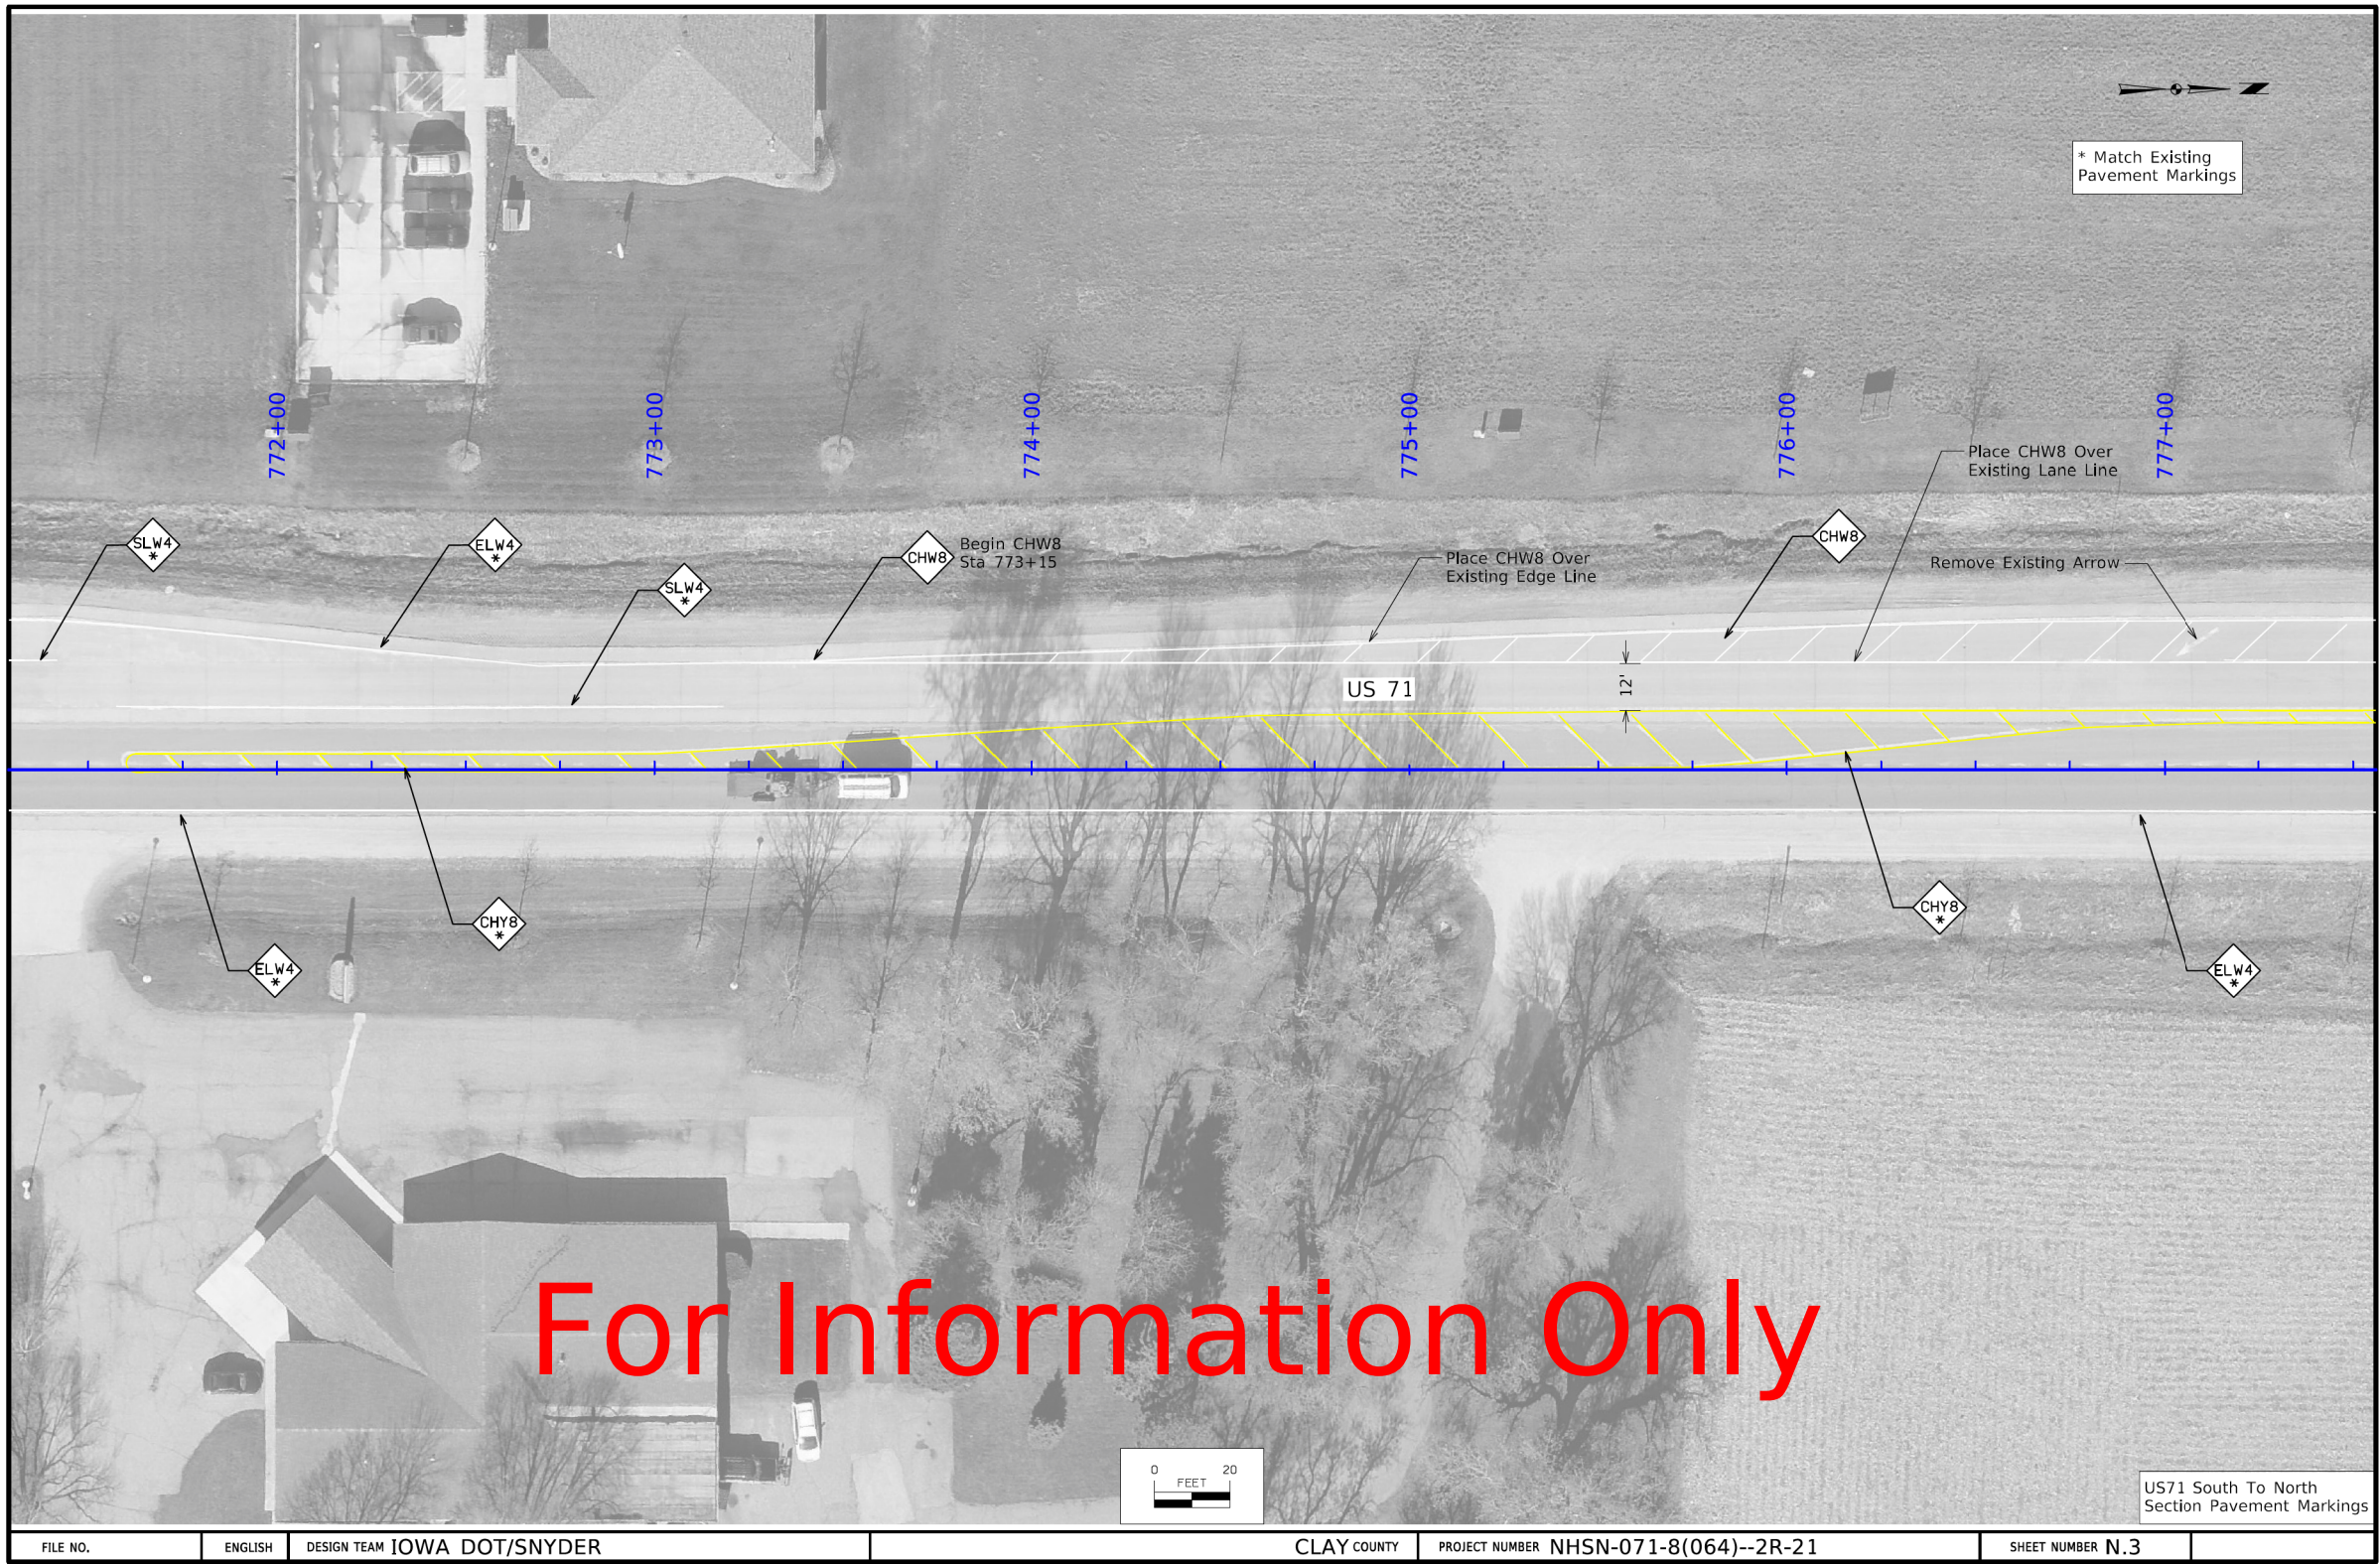 * Match Existing
Pavement Markings
772+00
773+00
774+00
775+00
776+00
777+00
Place CHW8 Over
Existing Lane Line
SLW4
*
ELW4
*
SLW4
*
CHW8
Begin CHW8
Sta 773+15
Place CHW8 Over
Existing Edge Line
CHW8
Remove Existing Arrow
US 71
12'
CHY8
*
ELW4
*
CHY8
*
ELW4
*
For Information Only
0 20
FEET
US71 South To North
Section Pavement Markings
FILE NO. ENGLISH DESIGN TEAM IOWA DOT/SNYDER CLAY COUNTY PROJECT NUMBER NHSN-071-8(064)--2R-21 SHEET NUMBER N.3